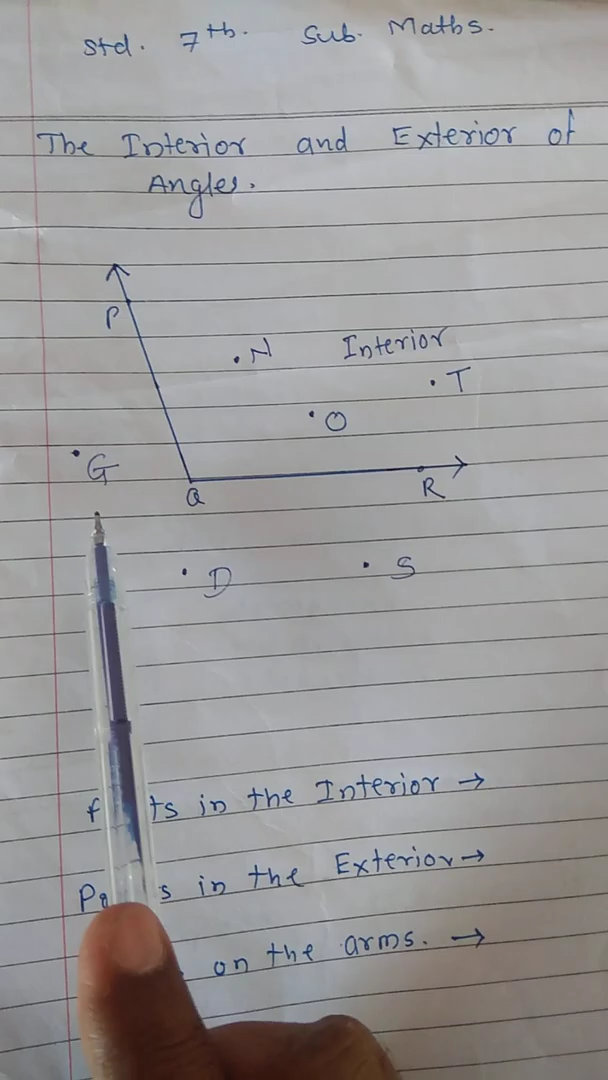 Std. 7th. Sub. Maths.
The Interior and Exterior of
Angles.
P
. N Interior
. T
. O
. G
Q R
. D . S
in the Interior →
in the Exterior →
on the arms. →